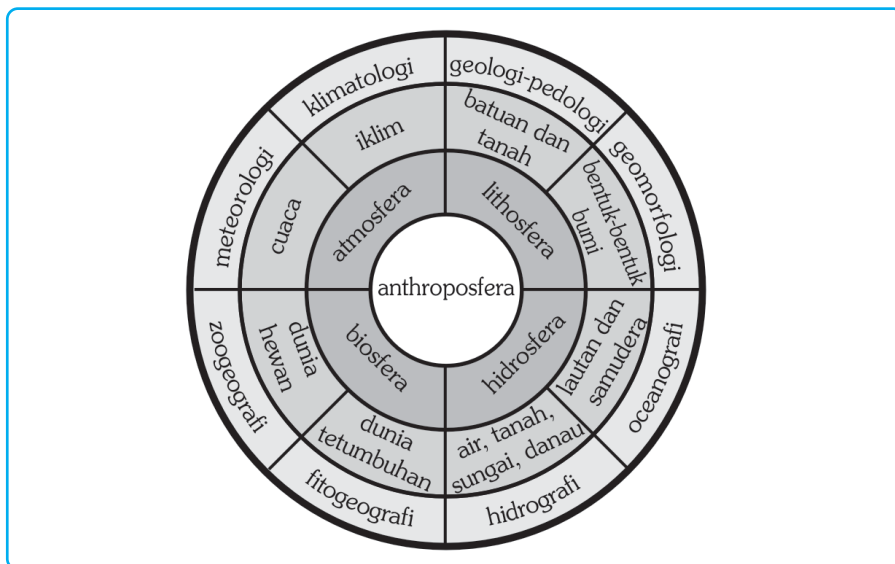 klimatologi
geologi-pedologi
iklim
batuan dan
tanah
meteorologi
geomorfologi
cuaca
bentuk-bentuk
bumi
atmosfera
lithosfera
anthroposfera
biosfera
hidrosfera
dunia
hewan
lautan dan
samudera
zoogeografi
oceanografi
dunia
tetumbuhan
air, tanah,
sungai, danau
fitogeografi
hidrografi